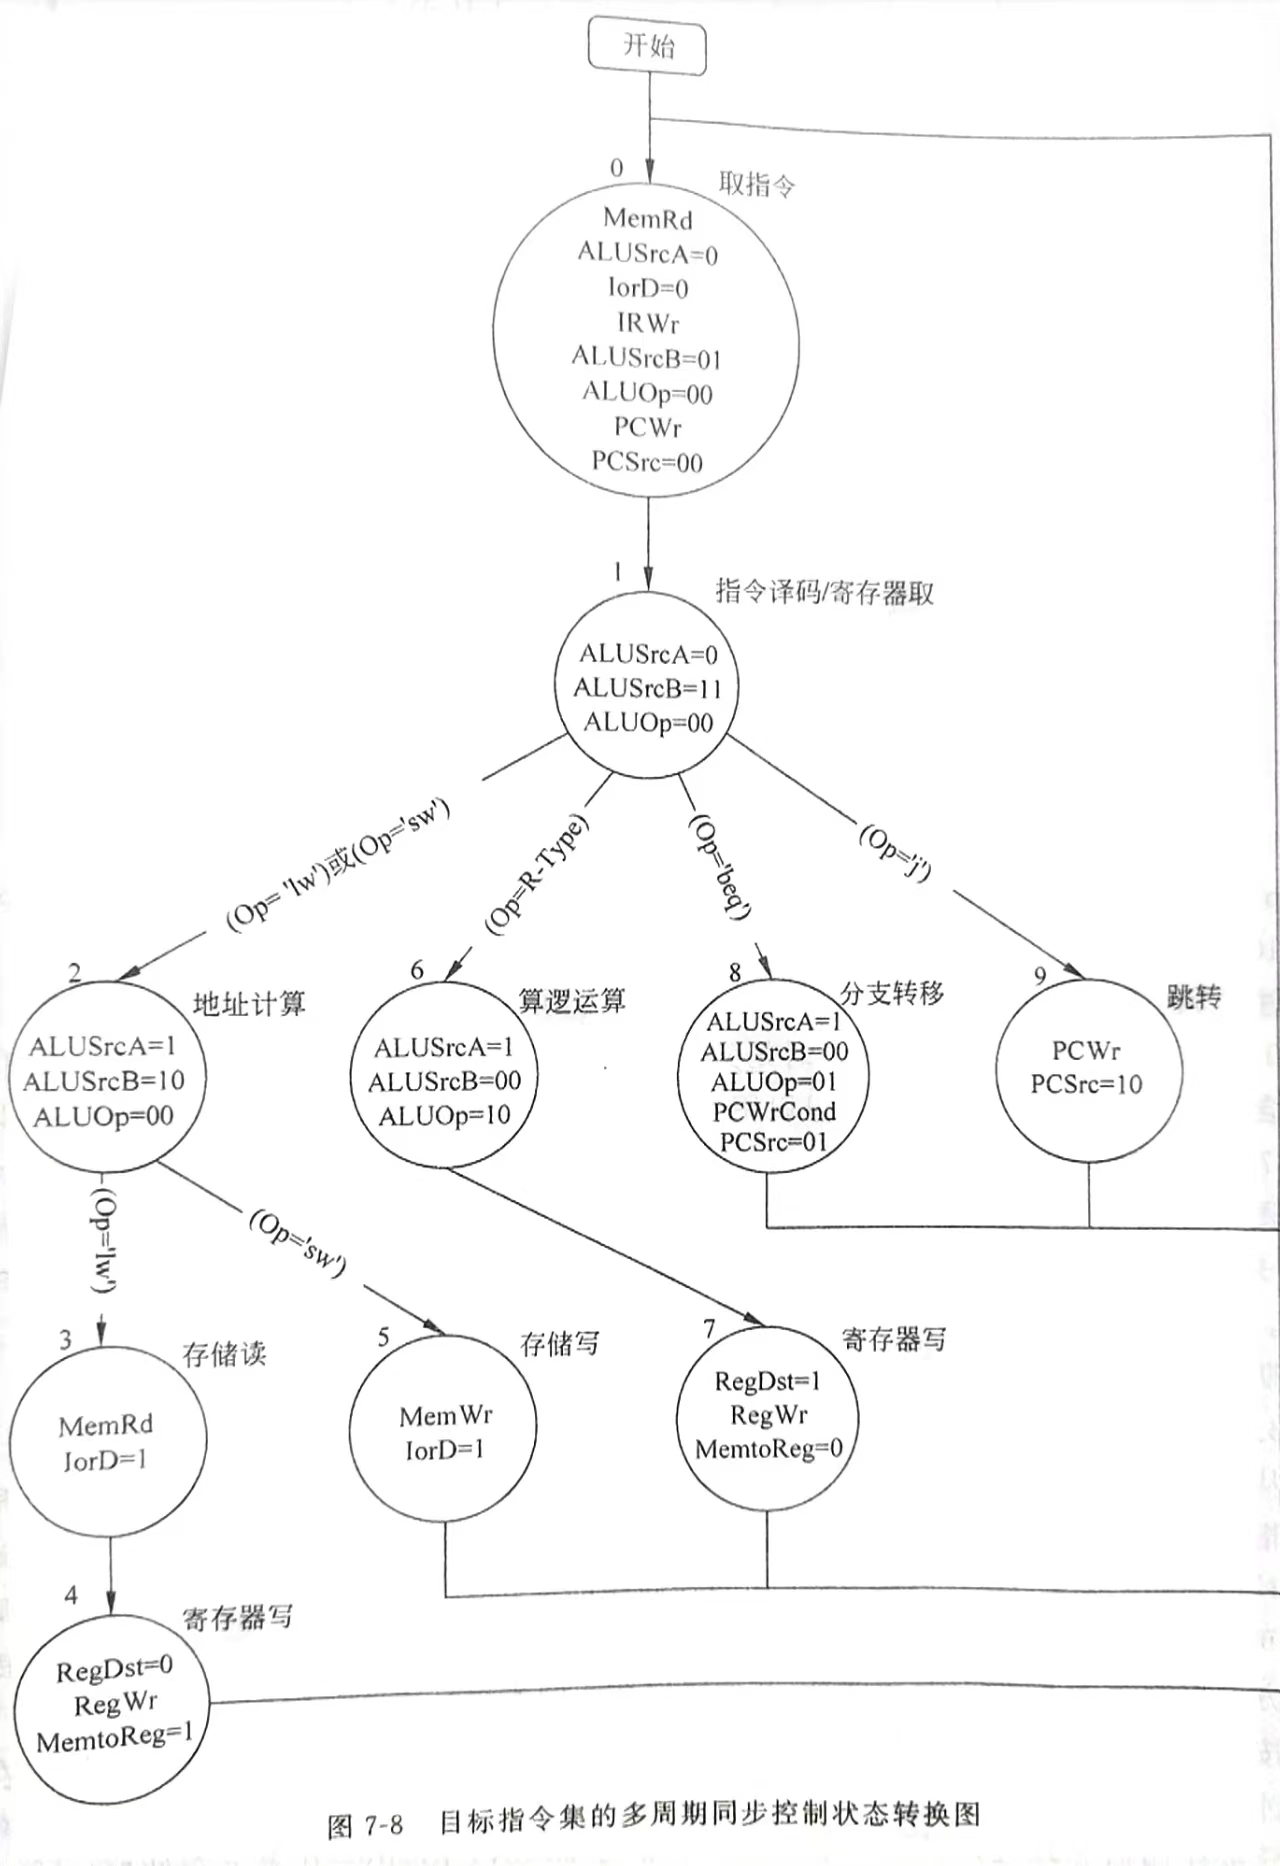 开始
0
取指令
MemRd
ALUSrcA=0
IorD=0
IRWr
ALUSrcB=01
ALUOp=00
PCWr
PCSrc=00
1
指令译码/寄存器取
ALUSrcA=0
ALUSrcB=11
ALUOp=00
(Op='lw')或(Op='sw')
(Op=R-Type)
(Op='beq')
(Op='j')
2
地址计算
ALUSrcA=1
ALUSrcB=10
ALUOp=00
6
算逻运算
ALUSrcA=1
ALUSrcB=00
ALUOp=10
8
分支转移
ALUSrcA=1
ALUSrcB=00
ALUOp=01
PCWrCond
PCSrc=01
9
跳转
PCWr
PCSrc=10
(Op='lw')
(Op='sw')
3
存储读
MemRd
IorD=1
5
存储写
MemWr
IorD=1
7
寄存器写
RegDst=1
RegWr
MemtoReg=0
4
寄存器写
RegDst=0
RegWr
MemtoReg=1
图 7-8 目标指令集的多周期同步控制状态转换图